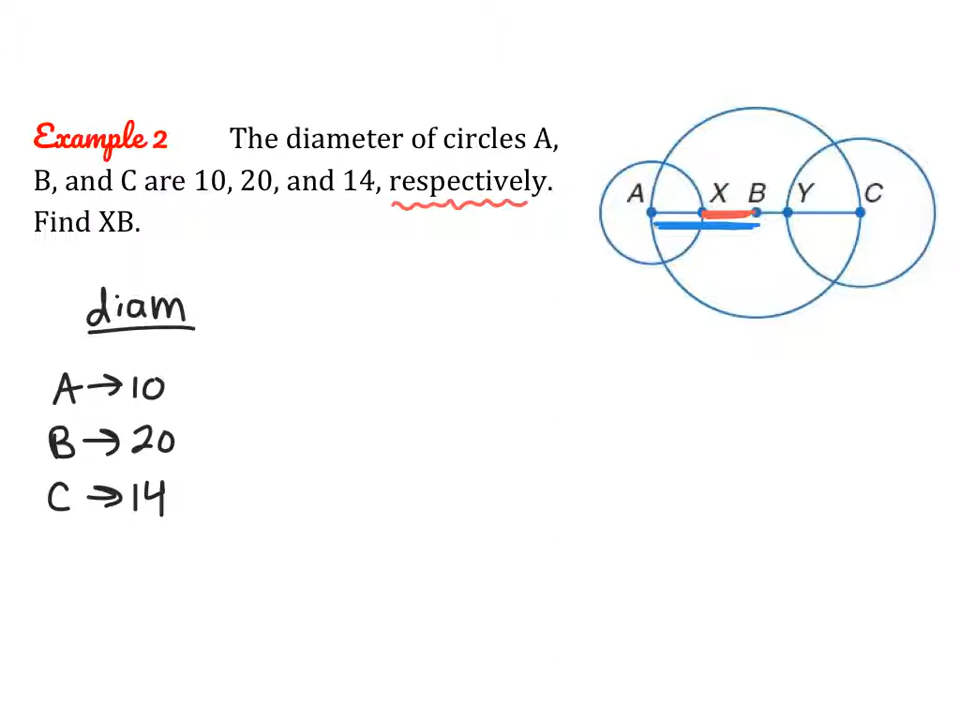 Example 2 The diameter of circles A,
B, and C are 10, 20, and 14, respectively.
Find XB.
A X B Y C
diam
A→10
B→20
C→14